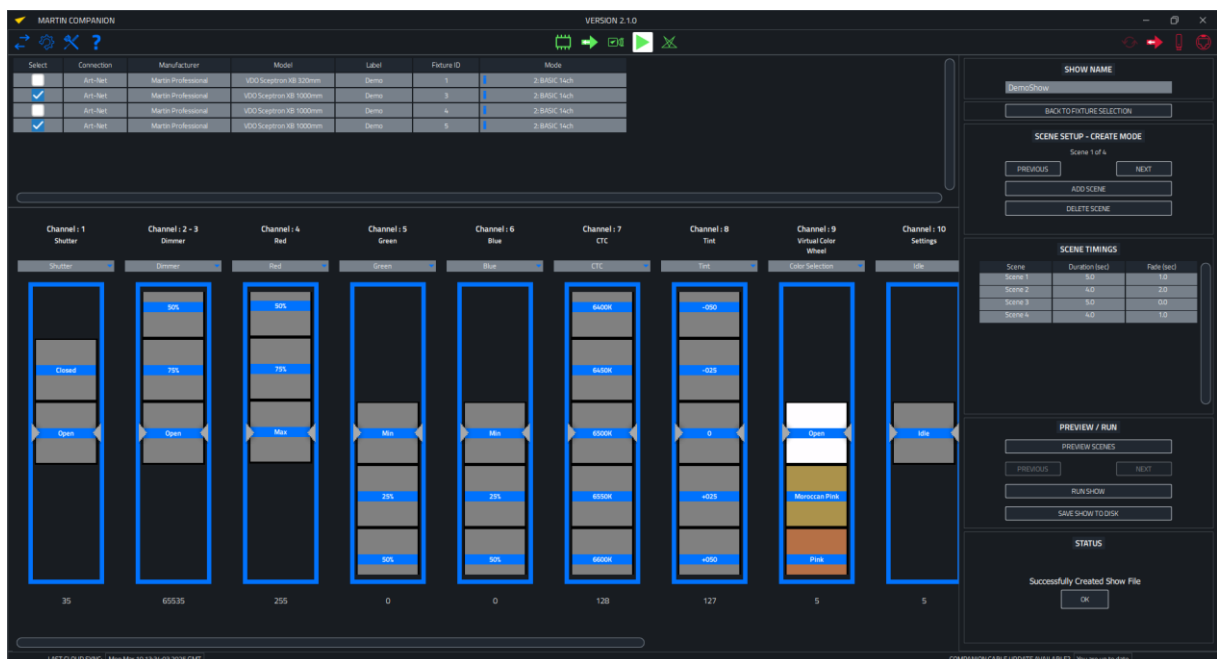 MARTIN COMPANION VERSION 2.1.0
Select Connection Manufacturer Model Label Fixture ID Mode
Art-Net Martin Professional VDO Sceptron XB 320mm Demo 1 2: BASIC 14ch
Art-Net Martin Professional VDO Sceptron XB 1000mm Demo 3 2: BASIC 14ch
Art-Net Martin Professional VDO Sceptron XB 1000mm Demo 4 2: BASIC 14ch
Art-Net Martin Professional VDO Sceptron XB 1000mm Demo 5 2: BASIC 14ch
Channel : 1 Channel : 2 - 3 Channel : 4 Channel : 5 Channel : 6 Channel : 7 Channel : 8 Channel : 9 Channel : 10
Shutter Dimmer Red Green Blue CTC Tint Virtual Color Settings
Wheel
Shutter Dimmer Red Green Blue CTC Tint Color Selection Idle
50% 50% 6400K -050
Closed 75% 75% 6450K -025
Open Open Max Min Min 6500K 0 Open Idle
25% 25% 6550K +025 Moroccan Pink
50% 50% 6600K +050 Pink
35 65535 255 0 0 128 127 5 5
SHOW NAME
DemoShow
BACK TO FIXTURE SELECTION
SCENE SETUP - CREATE MODE
Scene 1 of 4
PREVIOUS NEXT
ADD SCENE
DELETE SCENE
SCENE TIMINGS
Scene Duration (sec) Fade (sec)
Scene 1 5.0 1.0
Scene 2 4.0 2.0
Scene 3 5.0 0.0
Scene 4 4.0 1.0
PREVIEW / RUN
PREVIEW SCENES
PREVIOUS NEXT
RUN SHOW
SAVE SHOW TO DISK
STATUS
Successfully Created Show File
OK